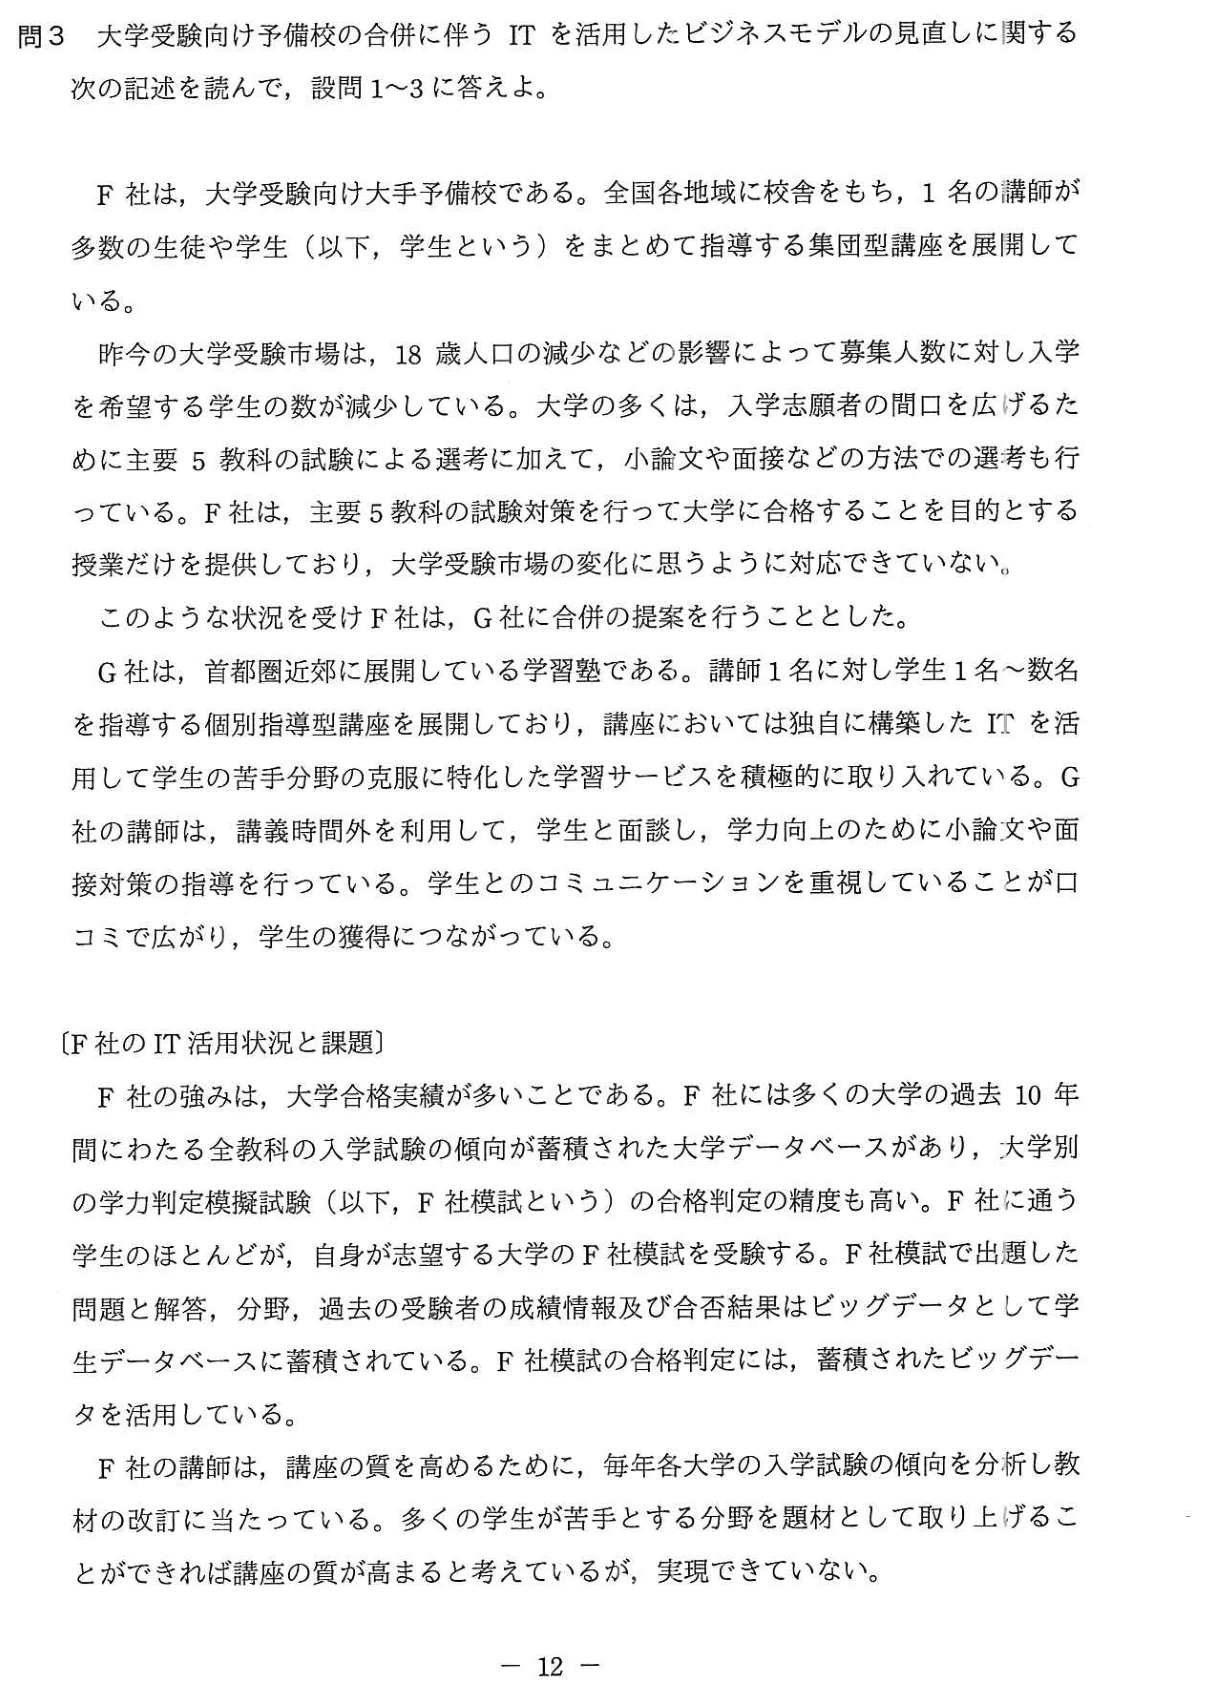 問3　大学受験向け予備校の合併に伴う IT を活用したビジネスモデルの見直しに関する
次の記述を読んで，設問 1～3 に答えよ。
F 社は，大学受験向け大手予備校である。全国各地域に校舎をもち，1 名の講師が
多数の生徒や学生（以下，学生という）をまとめて指導する集団型講座を展開して
いる。
昨今の大学受験市場は，18 歳人口の減少などの影響によって募集人数に対し入学
を希望する学生の数が減少している。大学の多くは，入学志願者の間口を広げるた
めに主要 5 教科の試験による選考に加えて，小論文や面接などの方法での選考も行
っている。F 社は，主要 5 教科の試験対策を行って大学に合格することを目的とする
授業だけを提供しており，大学受験市場の変化に思うように対応できていない。
このような状況を受け F 社は，G 社に合併の提案を行うこととした。
G 社は，首都圏近郊に展開している学習塾である。講師 1 名に対し学生 1 名～数名
を指導する個別指導型講座を展開しており，講座においては独自に構築した IT を活
用して学生の苦手分野の克服に特化した学習サービスを積極的に取り入れている。G
社の講師は，講義時間外を利用して，学生と面談し，学力向上のために小論文や面
接対策の指導を行っている。学生とのコミュニケーションを重視していることが口
コミで広がり，学生の獲得につながっている。
〔F 社の IT 活用状況と課題〕
F 社の強みは，大学合格実績が多いことである。F 社には多くの大学の過去 10 年
間にわたる全教科の入学試験の傾向が蓄積された大学データベースがあり，大学別
の学力判定模擬試験（以下，F 社模試という）の合格判定の精度も高い。F 社に通う
学生のほとんどが，自身が志望する大学の F 社模試を受験する。F 社模試で出題した
問題と解答，分野，過去の受験者の成績情報及び合否結果はビッグデータとして学
生データベースに蓄積されている。F 社模試の合格判定には，蓄積されたビッグデー
タを活用している。
F 社の講師は，講座の質を高めるために，毎年各大学の入学試験の傾向を分析し教
材の改訂に当たっている。多くの学生が苦手とする分野を題材として取り上げるこ
とができれば講座の質が高まると考えているが，実現できていない。
－ 12 －